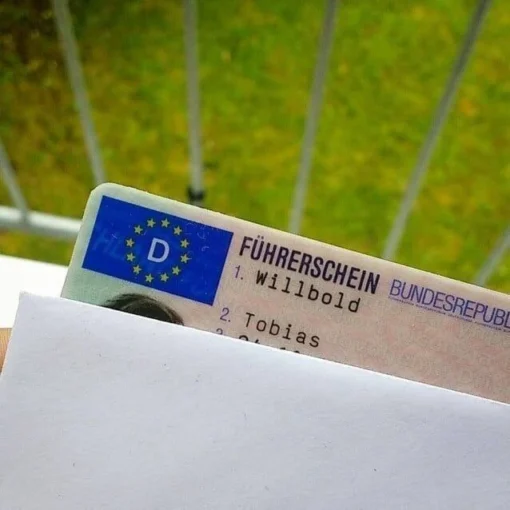 D
FÜHRERSCHEIN BUNDESREPUBL
1. Willbold
2. Tobias